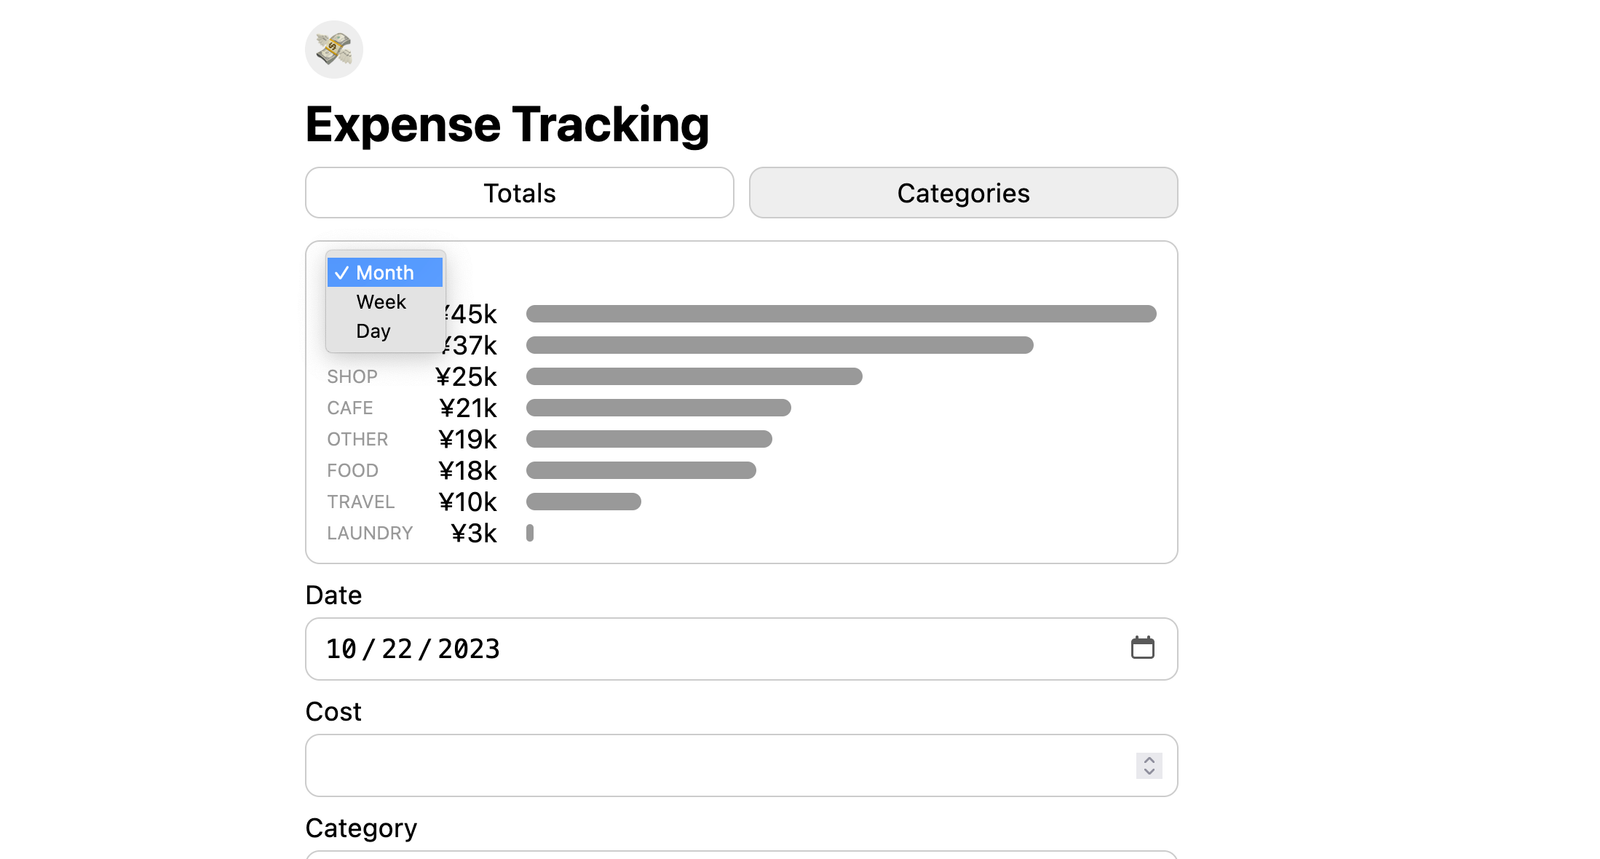 Expense Tracking
Totals
Categories
✓ Month
Week
Day
¥45k
¥37k
SHOP ¥25k
CAFE ¥21k
OTHER ¥19k
FOOD ¥18k
TRAVEL ¥10k
LAUNDRY ¥3k
Date
10/22/2023
Cost
Category